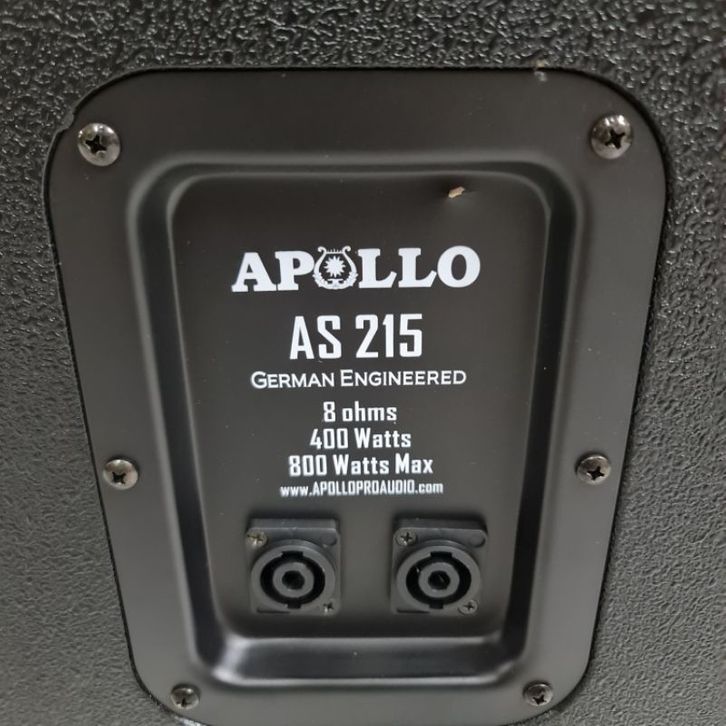 APOLLO
AS 215
GERMAN ENGINEERED
8 ohms
400 Watts
800 Watts Max
www.APOLLOPROAUDIO.com